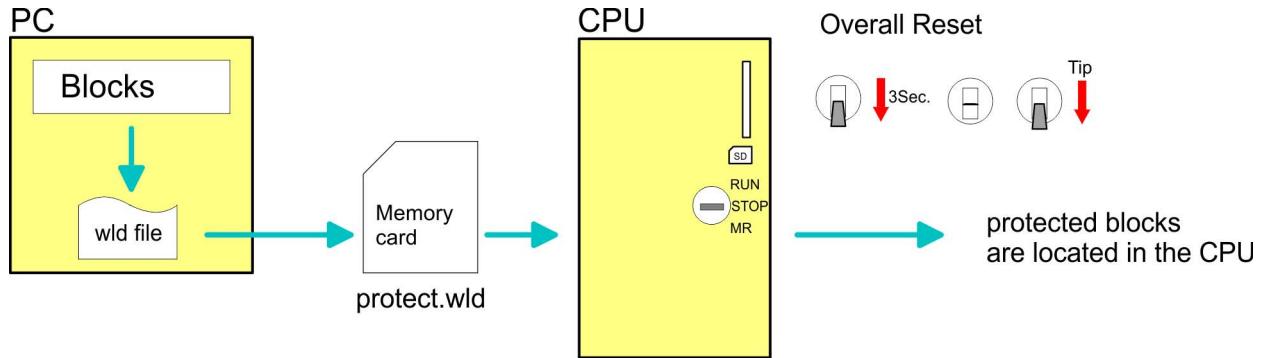 PC
Blocks
wld file
Memory
card
protect.wld
CPU
SD
RUN
STOP
MR
Overall Reset
3Sec.
Tip
protected blocks
are located in the CPU